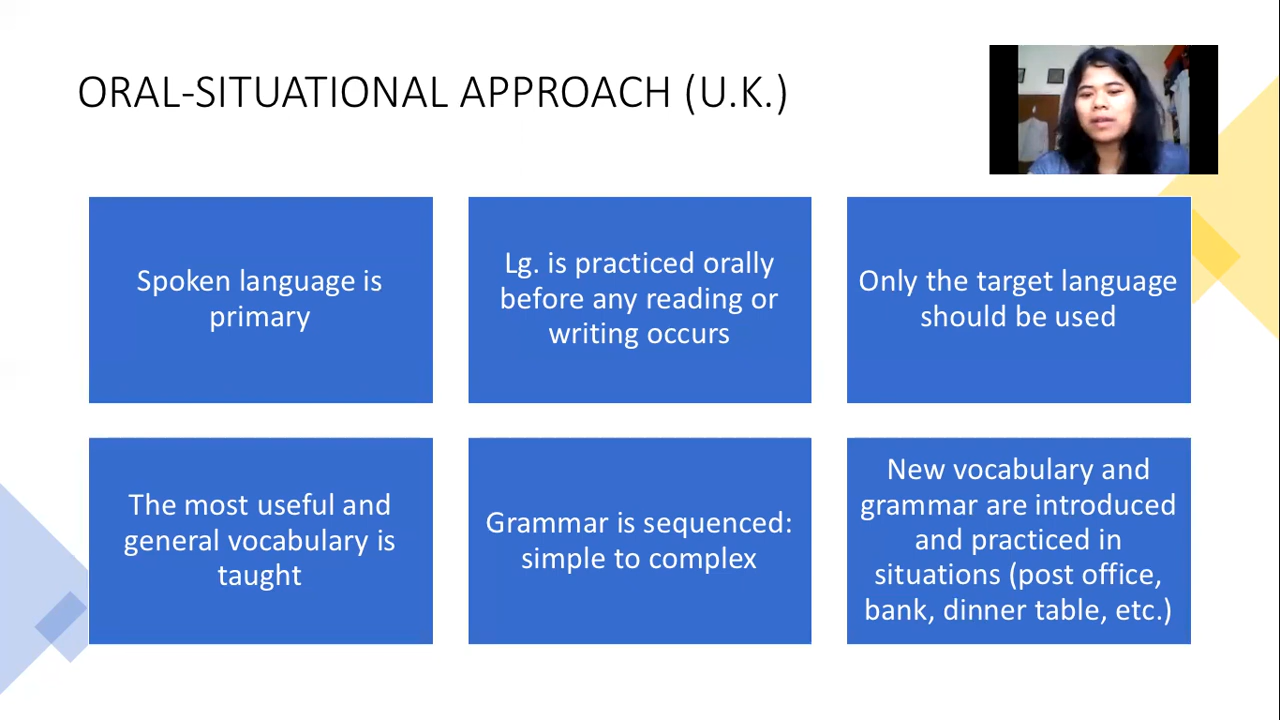 ORAL-SITUATIONAL APPROACH (U.K.)
Spoken language is
primary
Lg. is practiced orally
before any reading or
writing occurs
Only the target language
should be used
The most useful and
general vocabulary is
taught
Grammar is sequenced:
simple to complex
New vocabulary and
grammar are introduced
and practiced in
situations (post office,
bank, dinner table, etc.)